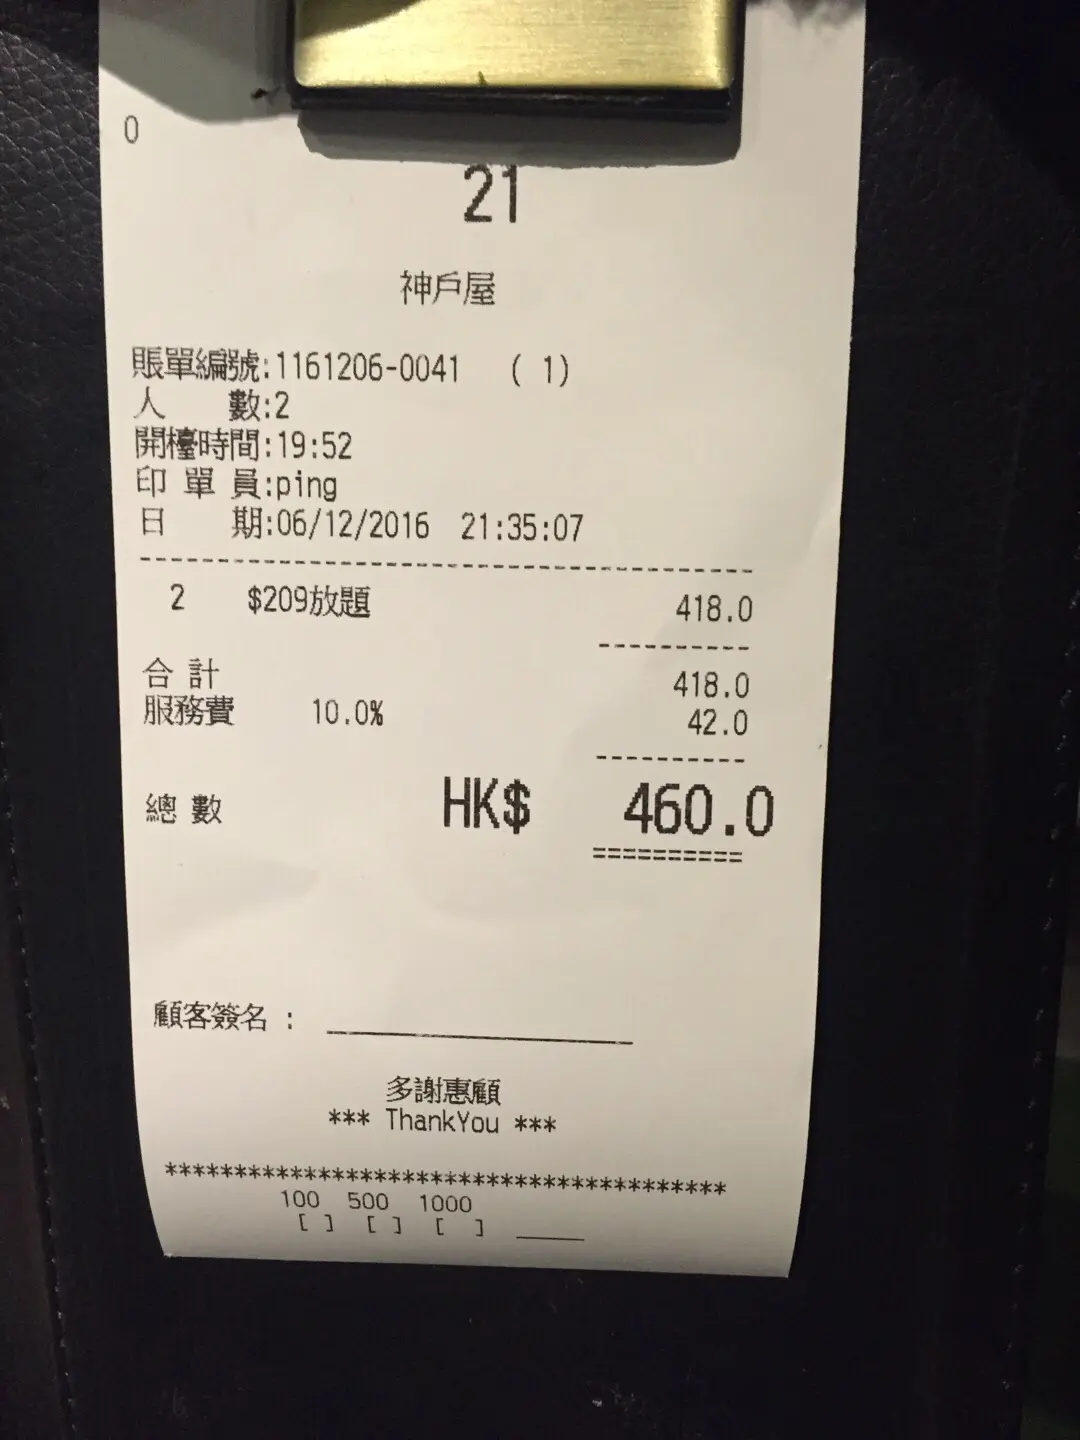 0
21
神戶屋
賬單編號:1161206-0041 ( 1)
人 數:2
開檯時間:19:52
印 單 員:ping
日 期:06/12/2016 21:35:07
--------------------------------------
2 $209放題 418.0
----------
合 計 418.0
服務費 10.0% 42.0
----------
總 數 HK$ 460.0
==========
顧客簽名 : ____________________
多謝惠顧
*** ThankYou ***
****************************************
100 500 1000
[ ] [ ] [ ] _____